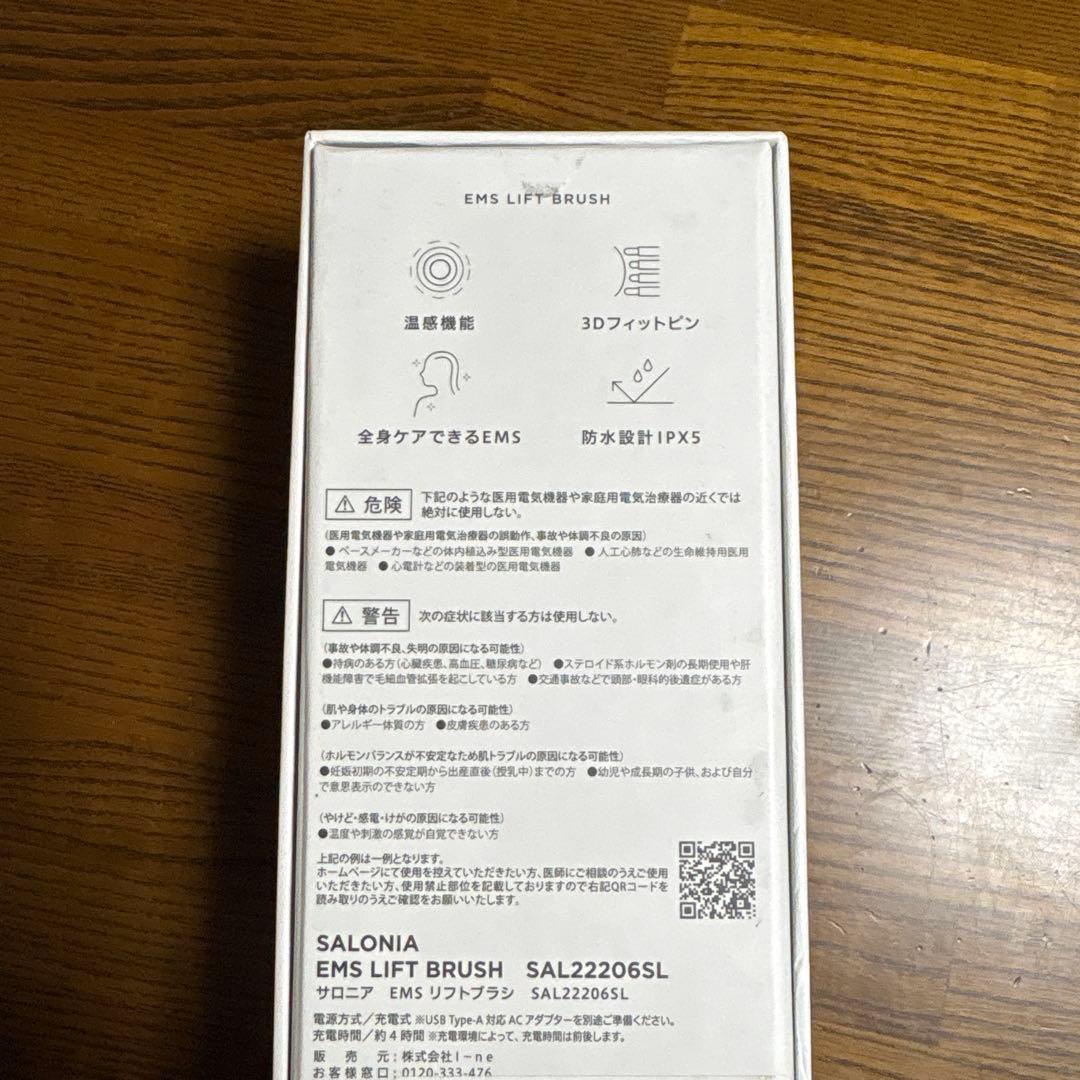 EMS LIFT BRUSH
温感機能
3Dフィットピン
全身ケアできるEMS
防水設計IPX5
⚠ 危険 下記のような医用電気機器や家庭用電気治療器の近くでは
絶対に使用しない。
(医用電気機器や家庭用電気治療器の誤動作、事故や体調不良の原因)
● ペースメーカーなどの体内植込み型医用電気機器 ● 人工心肺などの生命維持用医用
電気機器 ● 心電計などの装着型の医用電気機器
⚠ 警告 次の症状に該当する方は使用しない。
(事故や体調不良、失明の原因になる可能性)
●持病のある方(心臓疾患、高血圧、糖尿病など) ●ステロイド系ホルモン剤の長期使用や肝
機能障害で毛細血管拡張を起こしている方 ●交通事故などで頭部・眼科的後遺症がある方
(肌や身体のトラブルの原因になる可能性)
●アレルギー体質の方 ●皮膚疾患のある方
(ホルモンバランスが不安定なため肌トラブルの原因になる可能性)
●妊娠初期の不安定期から出産直後(授乳中)までの方 ●幼児や成長期の子供、および自分
で意思表示のできない方
(やけど・感電・けがの原因になる可能性)
●温度や刺激の感覚が自覚できない方
上記の例は一例となります。
ホームページにて使用を控えていただきたい方、医師にご相談のうえご使用
いただきたい方、使用禁止部位を記載しておりますので右記QRコードを
読み取りのうえご確認をお願いいたします。
SALONIA
EMS LIFT BRUSH SAL22206SL
サロニア EMS リフトブラシ SAL22206SL
電源方式/充電式 ※USB Type-A 対応 AC アダプターを別途ご準備ください。
充電時間/約4時間 ※充電環境によって、充電時間は前後します。
販売元:株式会社I-ne
お客様窓口:0120-333-476